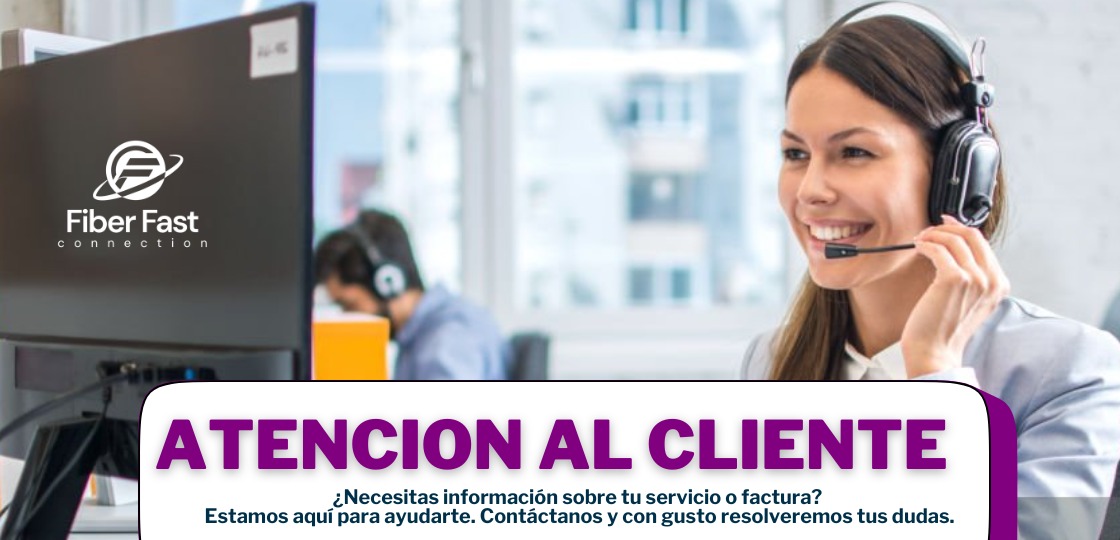 Fiber Fast
connection
ATENCION AL CLIENTE
¿Necesitas información sobre tu servicio o factura?
Estamos aquí para ayudarte. Contáctanos y con gusto resolveremos tus dudas.